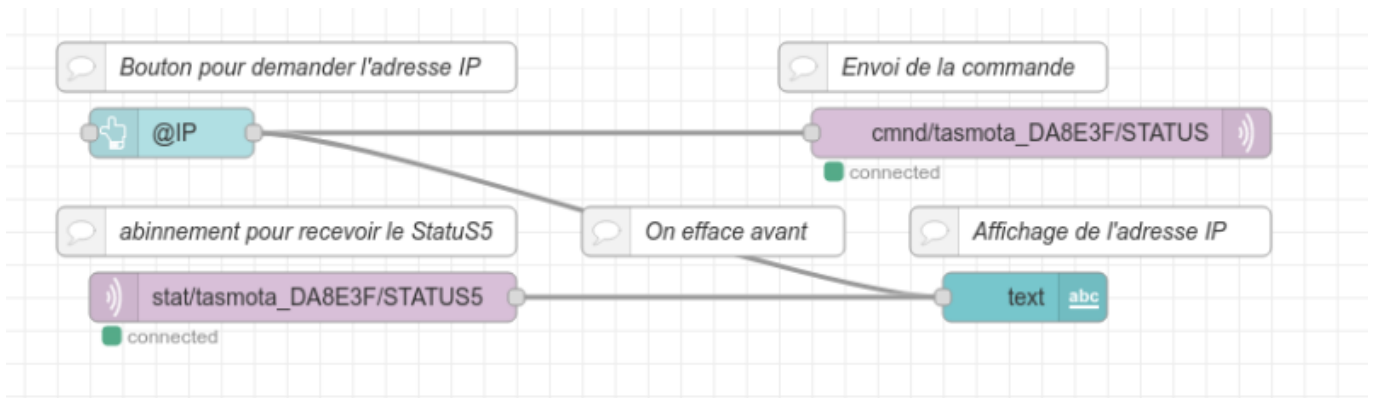 Bouton pour demander l'adresse IP
Envoi de la commande
@IP
cmnd/tasmota_DA8E3F/STATUS
connected
abinnement pour recevoir le StatuS5
On efface avant
Affichage de l'adresse IP
stat/tasmota_DA8E3F/STATUS5
text
abc
connected